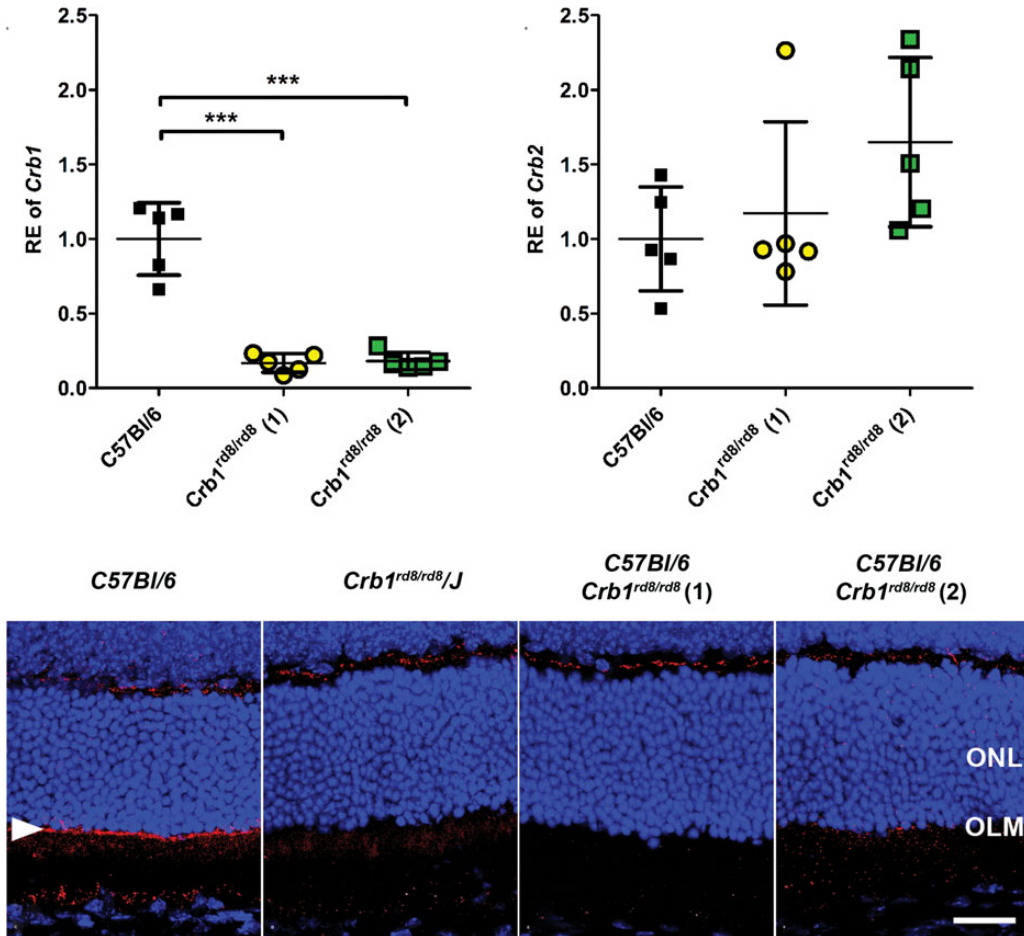 2.5
2.0
1.5
1.0
0.5
0.0
RE of Crb1
***
***
C57Bl/6
Crb1rd8/rd8 (1)
Crb1rd8/rd8 (2)
2.5
2.0
1.5
1.0
0.5
0.0
RE of Crb2
C57Bl/6
Crb1rd8/rd8 (1)
Crb1rd8/rd8 (2)
C57Bl/6
Crb1rd8/rd8/J
C57Bl/6
Crb1rd8/rd8 (1)
C57Bl/6
Crb1rd8/rd8 (2)
ONL
OLM